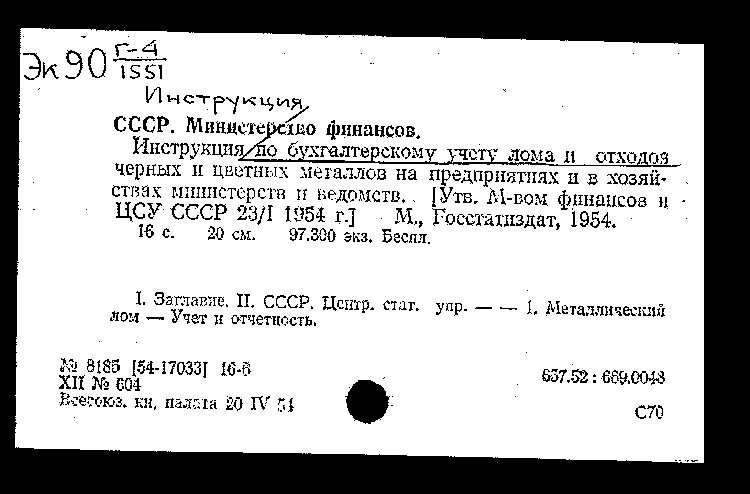 Эк90 Г-4/1551
Инструкция
СССР. Министерство финансов.
Инструкция по бухгалтерскому учету лома и отходов
черных и цветных металлов на предприятиях и в хозяй-
ствах министерств и ведомств. [Утв. М-вом финансов и
ЦСУ СССР 23/I 1954 г.] М., Госстатиздат, 1954.
16 с. 20 см. 97.300 экз. Беспл.
I. Заглавие. II. СССР. Центр. стат. упр. — — 1. Металлический
лом — Учет и отчетность.
№ 8185 [54-17033] 16-6
657.52 : 669.0048
XII № 604
Всесоюз. кн. палата 20 IV 54
С70